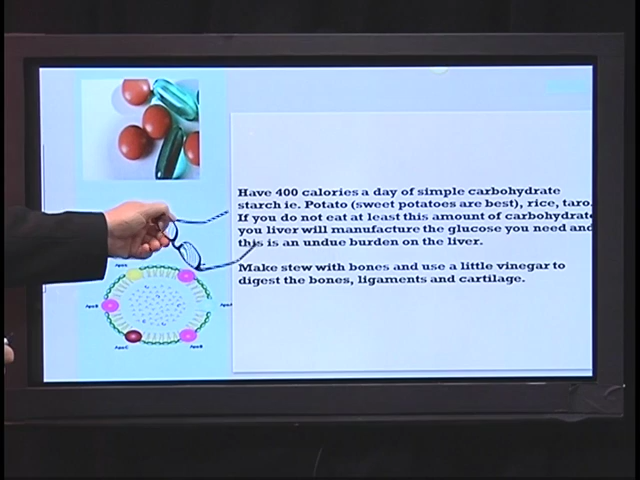 Have 400 calories a day of simple carbohydrate
starch ie. Potato (sweet potatoes are best), rice, taro.
If you do not eat at least this amount of carbohydrate
you liver will manufacture the glucose you need and
this is an undue burden on the liver.
Make stew with bones and use a little vinegar to
digest the bones, ligaments and cartilage.